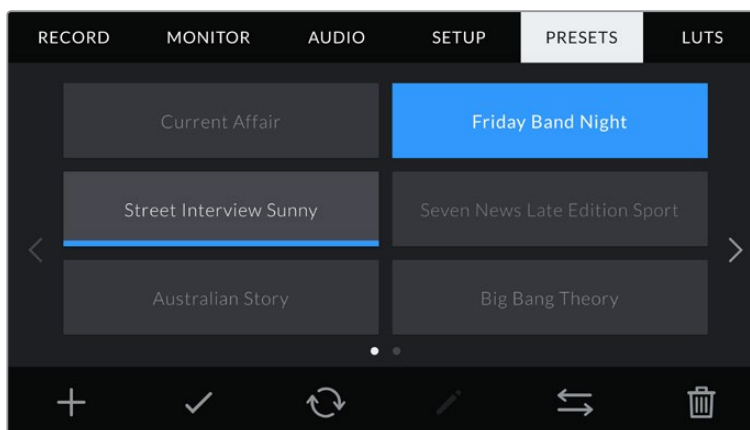 RECORD MONITOR AUDIO SETUP PRESETS LUTS
Current Affair Friday Band Night
Street Interview Sunny Seven News Late Edition Sport
Australian Story Big Bang Theory